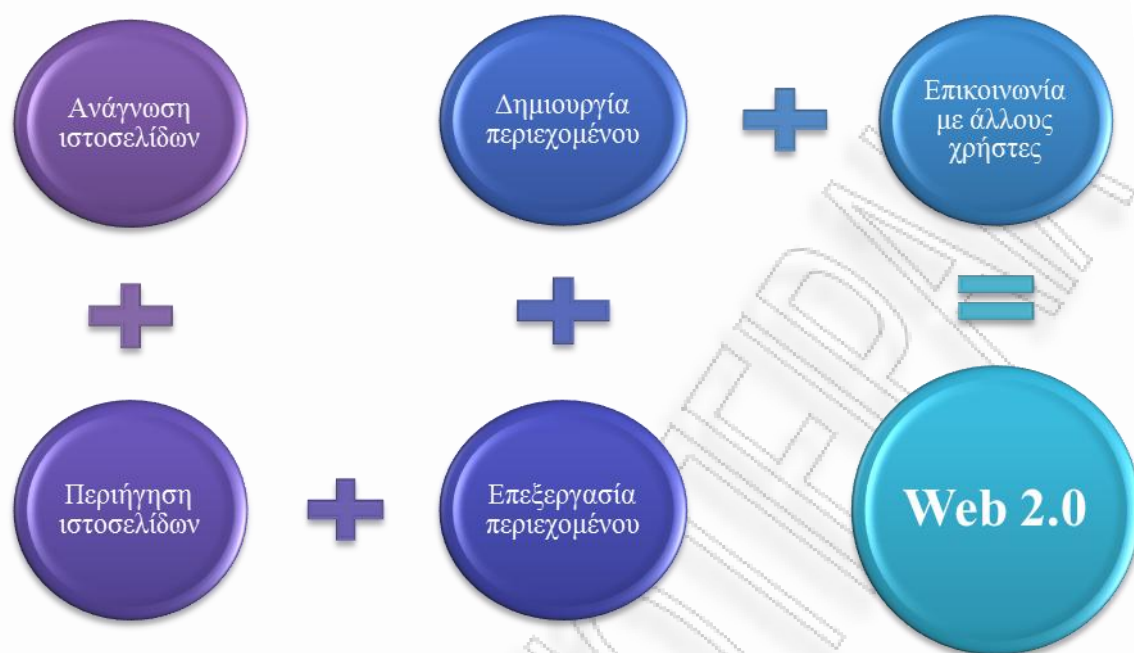 Ανάγνωση
ιστοσελίδων
Περιήγηση
ιστοσελίδων
Επεξεργασία
περιεχομένου
Δημιουργία
περιεχομένου
Επικοινωνία
με άλλους
χρήστες
Web 2.0